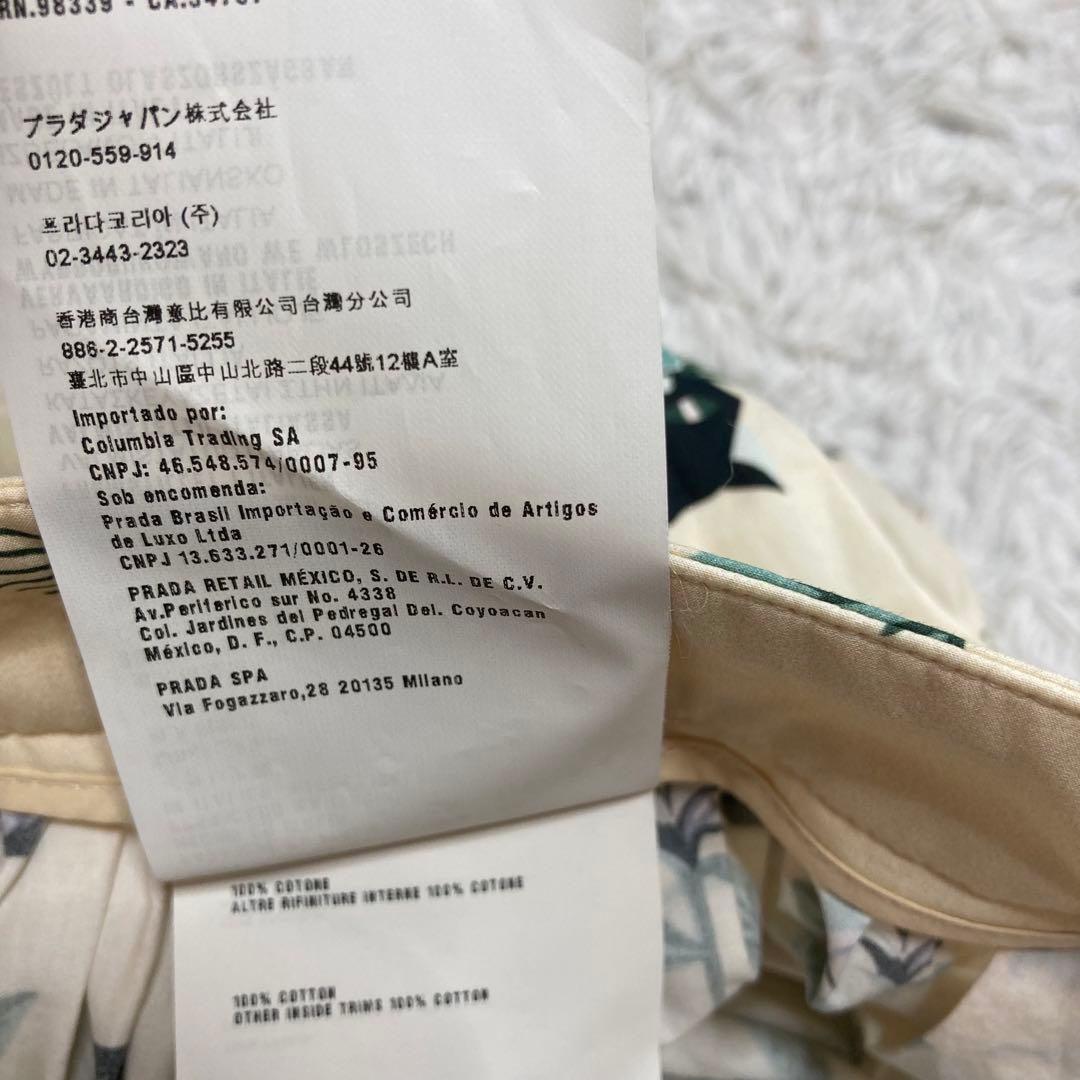 RN.98339 - CA.54701
プラダジャパン株式会社
0120-559-914
프라다코리아 (주)
02-3443-2323
香港商台灣意比有限公司台灣分公司
886-2-2571-5255
臺北市中山區中山北路二段44號12樓A室
Importado por:
Columbia Trading SA
CNPJ: 46.548.574/0007-95
Sob encomenda:
Prada Brasil Importação e Comércio de Artigos
de Luxo Ltda
CNPJ 13.633.271/0001-26
PRADA RETAIL MÉXICO, S. DE R.L. DE C.V.
Av.Periferico sur No. 4338
Col. Jardines del Pedregal Del. Coyoacan
México, D. F., C.P. 04500
PRADA SPA
Via Fogazzaro,28 20135 Milano
100% COTONE
ALTRE RIFINITURE INTERNE 100% COTONE
100% COTTON
OTHER INSIDE TRIMS 100% COTTON